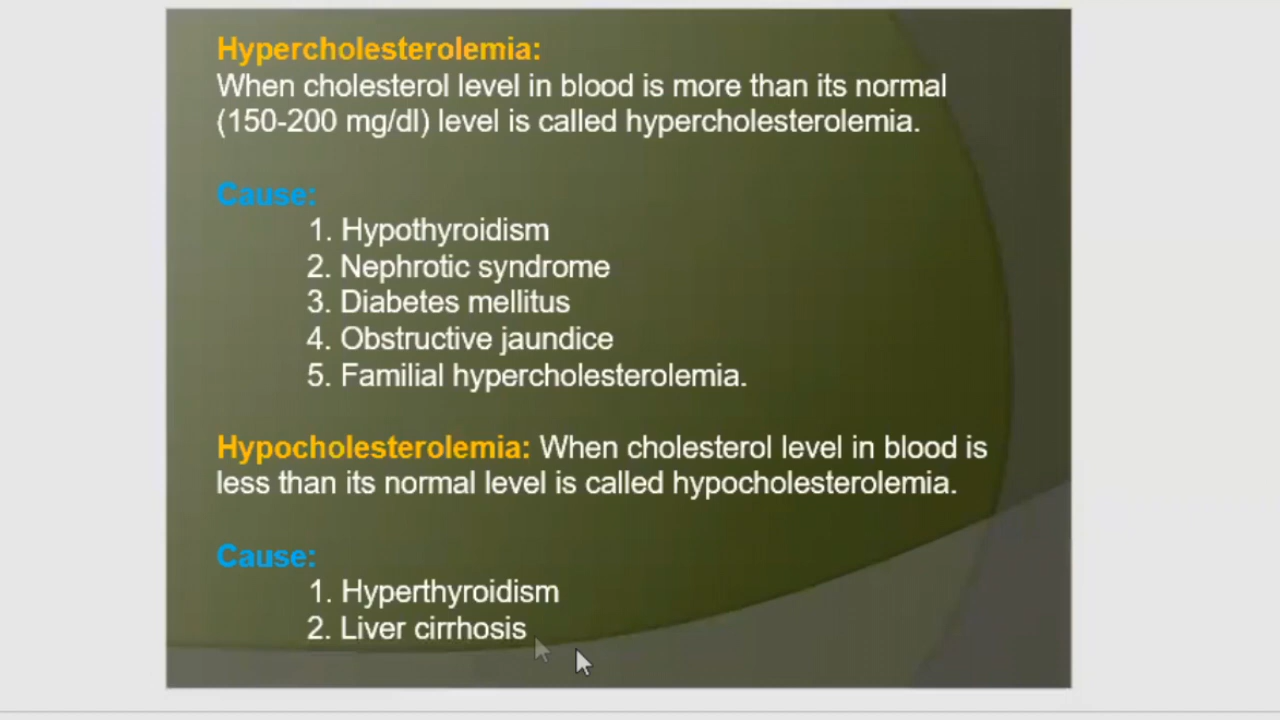 Hypercholesterolemia:
When cholesterol level in blood is more than its normal
(150-200 mg/dl) level is called hypercholesterolemia.
Cause:
1. Hypothyroidism
2. Nephrotic syndrome
3. Diabetes mellitus
4. Obstructive jaundice
5. Familial hypercholesterolemia.
Hypocholesterolemia: When cholesterol level in blood is
less than its normal level is called hypocholesterolemia.
Cause:
1. Hyperthyroidism
2. Liver cirrhosis